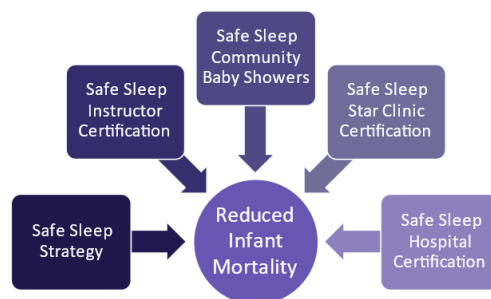 Safe Sleep
Community
Baby Showers
Safe Sleep
Instructor
Certification
Safe Sleep
Star Clinic
Certification
Safe Sleep
Strategy
Reduced
Infant
Mortality
Safe Sleep
Hospital
Certification